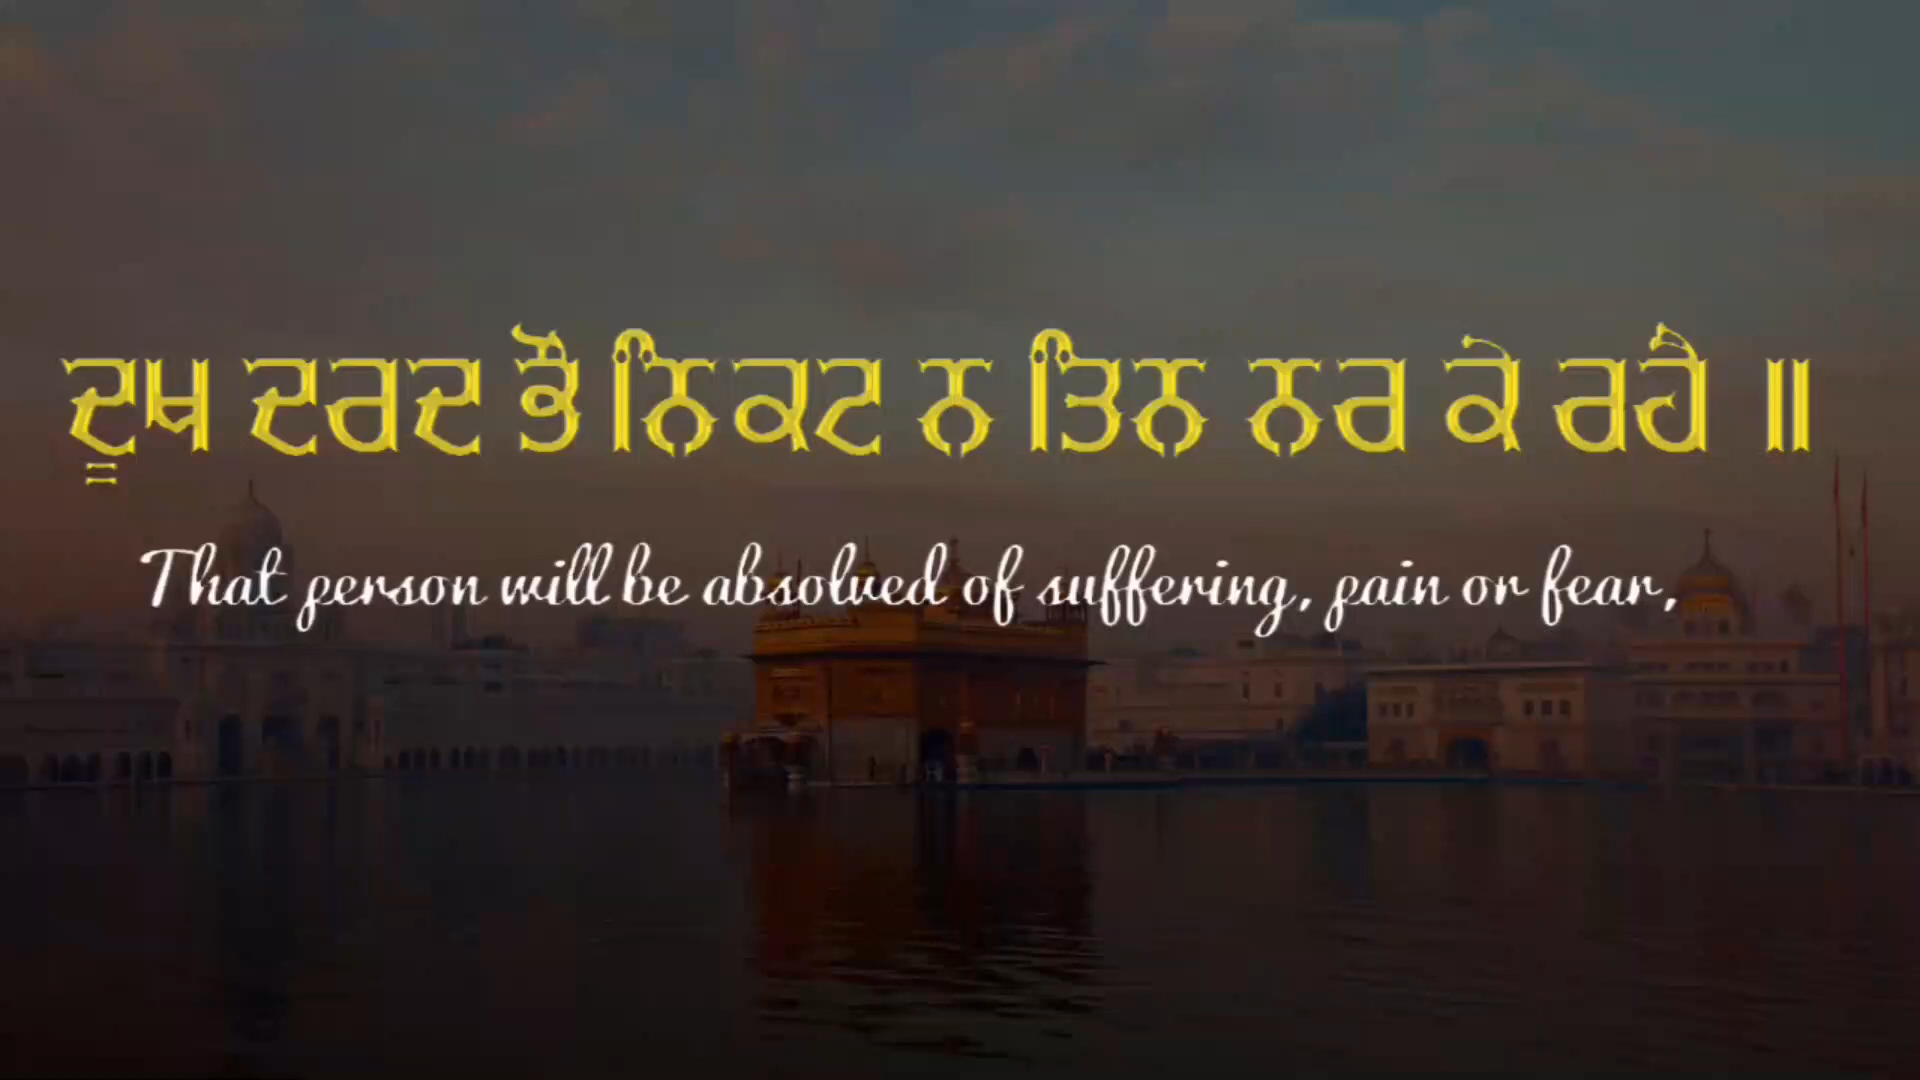 ਦੂਖ ਦਰਦ ਭੌ ਨਿਕਟ ਨ ਤਿਨ ਨਰ ਕੇ ਰਹੈ ॥
That person will be absolved of suffering, pain or fear,